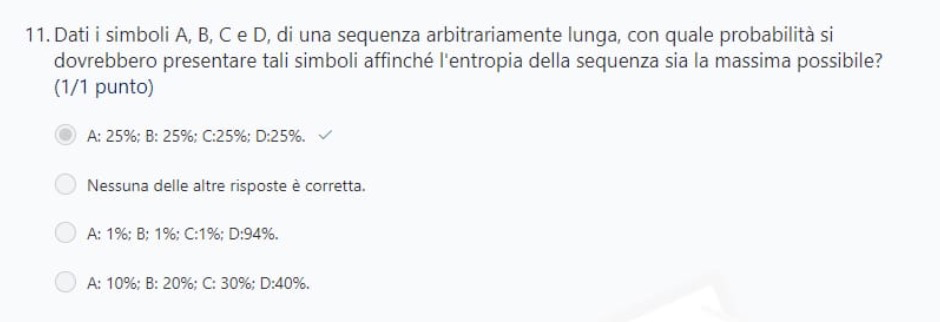 11. Dati i simboli A, B, C e D, di una sequenza arbitrariamente lunga, con quale probabilità si
dovrebbero presentare tali simboli affinché l'entropia della sequenza sia la massima possibile?
(1/1 punto)
A: 25%; B: 25%; C:25%; D:25%.
Nessuna delle altre risposte è corretta.
A: 1%; B; 1%; C:1%; D:94%.
A: 10%; B: 20%; C: 30%; D:40%.